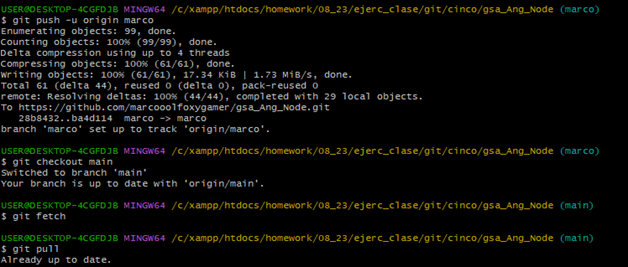 USER@DESKTOP-4CGFDJB MINGW64 /c/xampp/htdocs/homework/08_23/ejerc_clase/git/cinco/gsa_Ang_Node (marco)
$ git push -u origin marco
Enumerating objects: 99, done.
Counting objects: 100% (99/99), done.
Delta compression using up to 4 threads
Compressing objects: 100% (61/61), done.
Writing objects: 100% (61/61), 17.34 KiB | 1.73 MiB/s, done.
Total 61 (delta 44), reused 0 (delta 0), pack-reused 0
remote: Resolving deltas: 100% (44/44), completed with 29 local objects.
To https://github.com/marcooolfoxygamer/gsa_Ang_Node.git
   28b8432..ba4d114  marco -> marco
branch 'marco' set up to track 'origin/marco'.
USER@DESKTOP-4CGFDJB MINGW64 /c/xampp/htdocs/homework/08_23/ejerc_clase/git/cinco/gsa_Ang_Node (marco)
$ git checkout main
Switched to branch 'main'
Your branch is up to date with 'origin/main'.
USER@DESKTOP-4CGFDJB MINGW64 /c/xampp/htdocs/homework/08_23/ejerc_clase/git/cinco/gsa_Ang_Node (main)
$ git fetch
USER@DESKTOP-4CGFDJB MINGW64 /c/xampp/htdocs/homework/08_23/ejerc_clase/git/cinco/gsa_Ang_Node (main)
$ git pull
Already up to date.